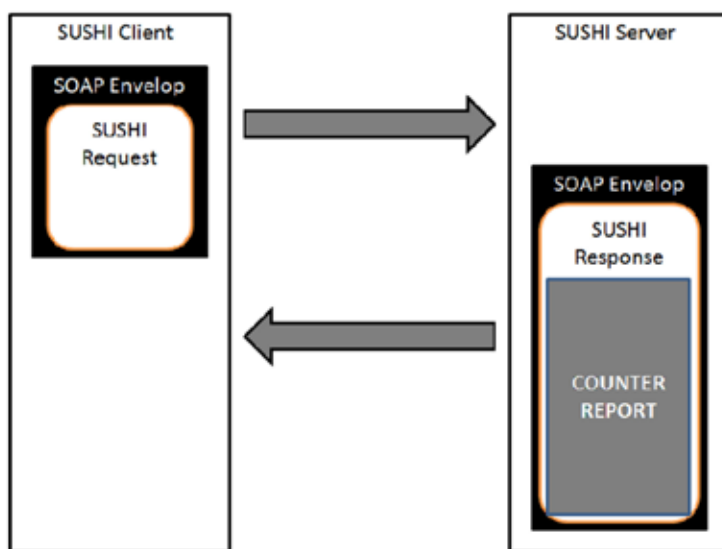 SUSHI Client
SOAP Envelop
SUSHI
Request
SUSHI Server
SOAP Envelop
SUSHI
Response
COUNTER
REPORT